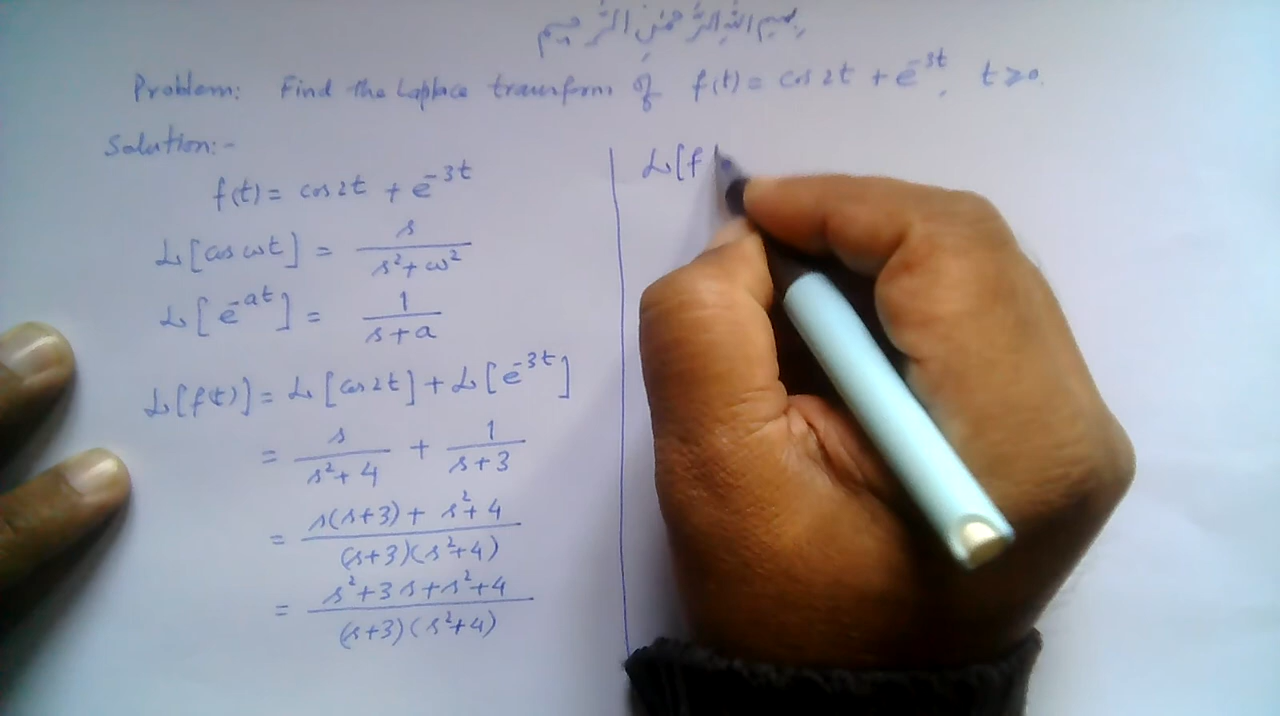 بسم الله الرحمن الرحيم
Problem: Find the Laplace transform of f(t) = cos 2t + e^-3t, t ≥ 0.
Solution:-
f(t) = cos 2t + e^-3t
L[cos ωt] = s / (s² + ω²)
L[e^-at] = 1 / (s + a)
L[f(t)] = L[cos 2t] + L[e^-3t]
= s / (s² + 4) + 1 / (s + 3)
= (s(s+3) + s² + 4) / ((s+3)(s²+4))
= (s² + 3s + s² + 4) / ((s+3)(s²+4))
L[f